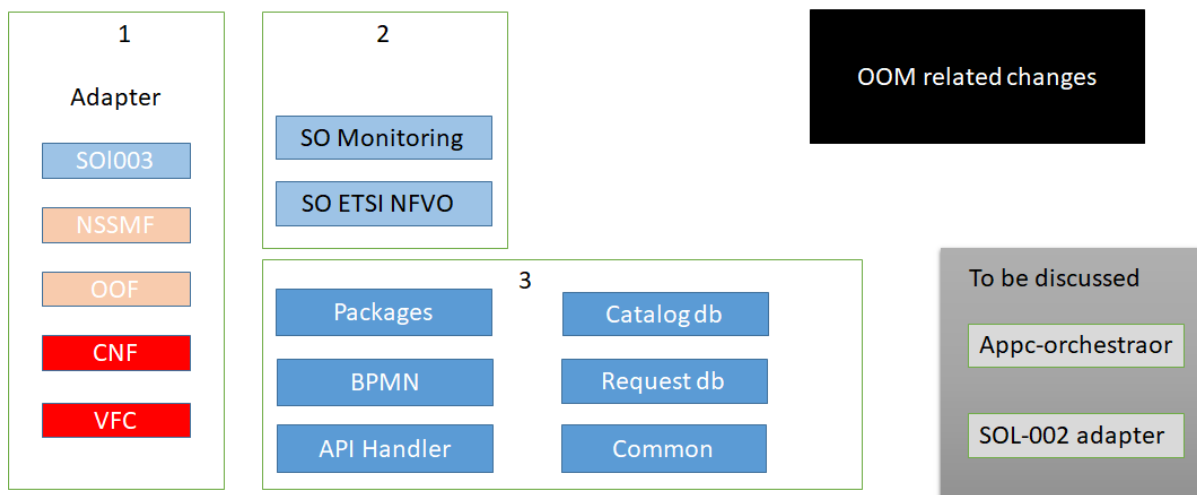 1
Adapter
SOl003
NSSMF
OOF
CNF
VFC
2
SO Monitoring
SO ETSI NFVO
3
Packages
Catalog db
BPMN
Request db
API Handler
Common
OOM related changes
To be discussed
Appc-orchestraor
SOL-002 adapter